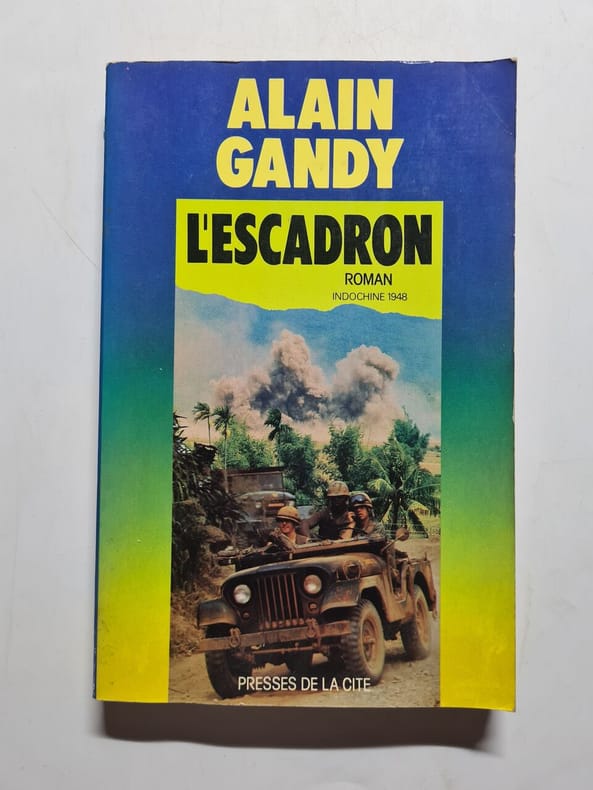 ALAIN
GANDY
L'ESCADRON
ROMAN
INDOCHINE 1948
PRESSES DE LA CITE